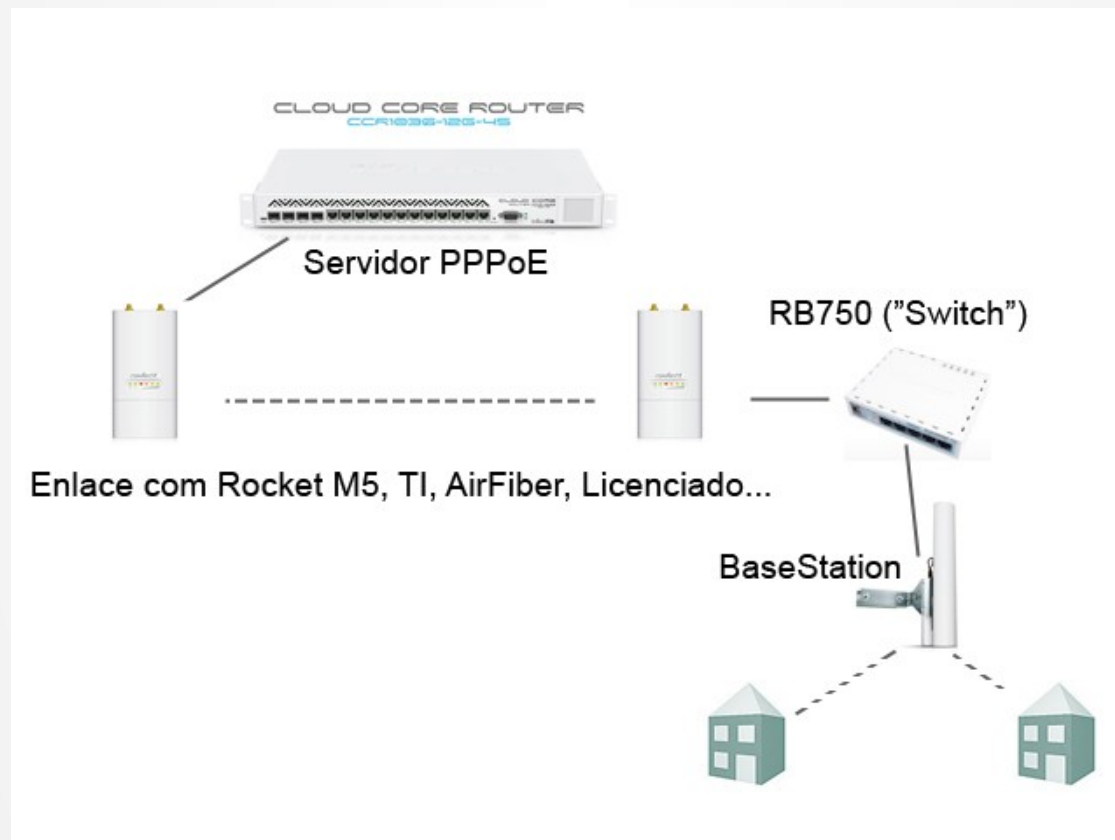 CLOUD CORE ROUTER
CCR1036-12G-4S
Servidor PPPoE
RB750 ("Switch")
Enlace com Rocket M5, TI, AirFiber, Licenciado...
BaseStation